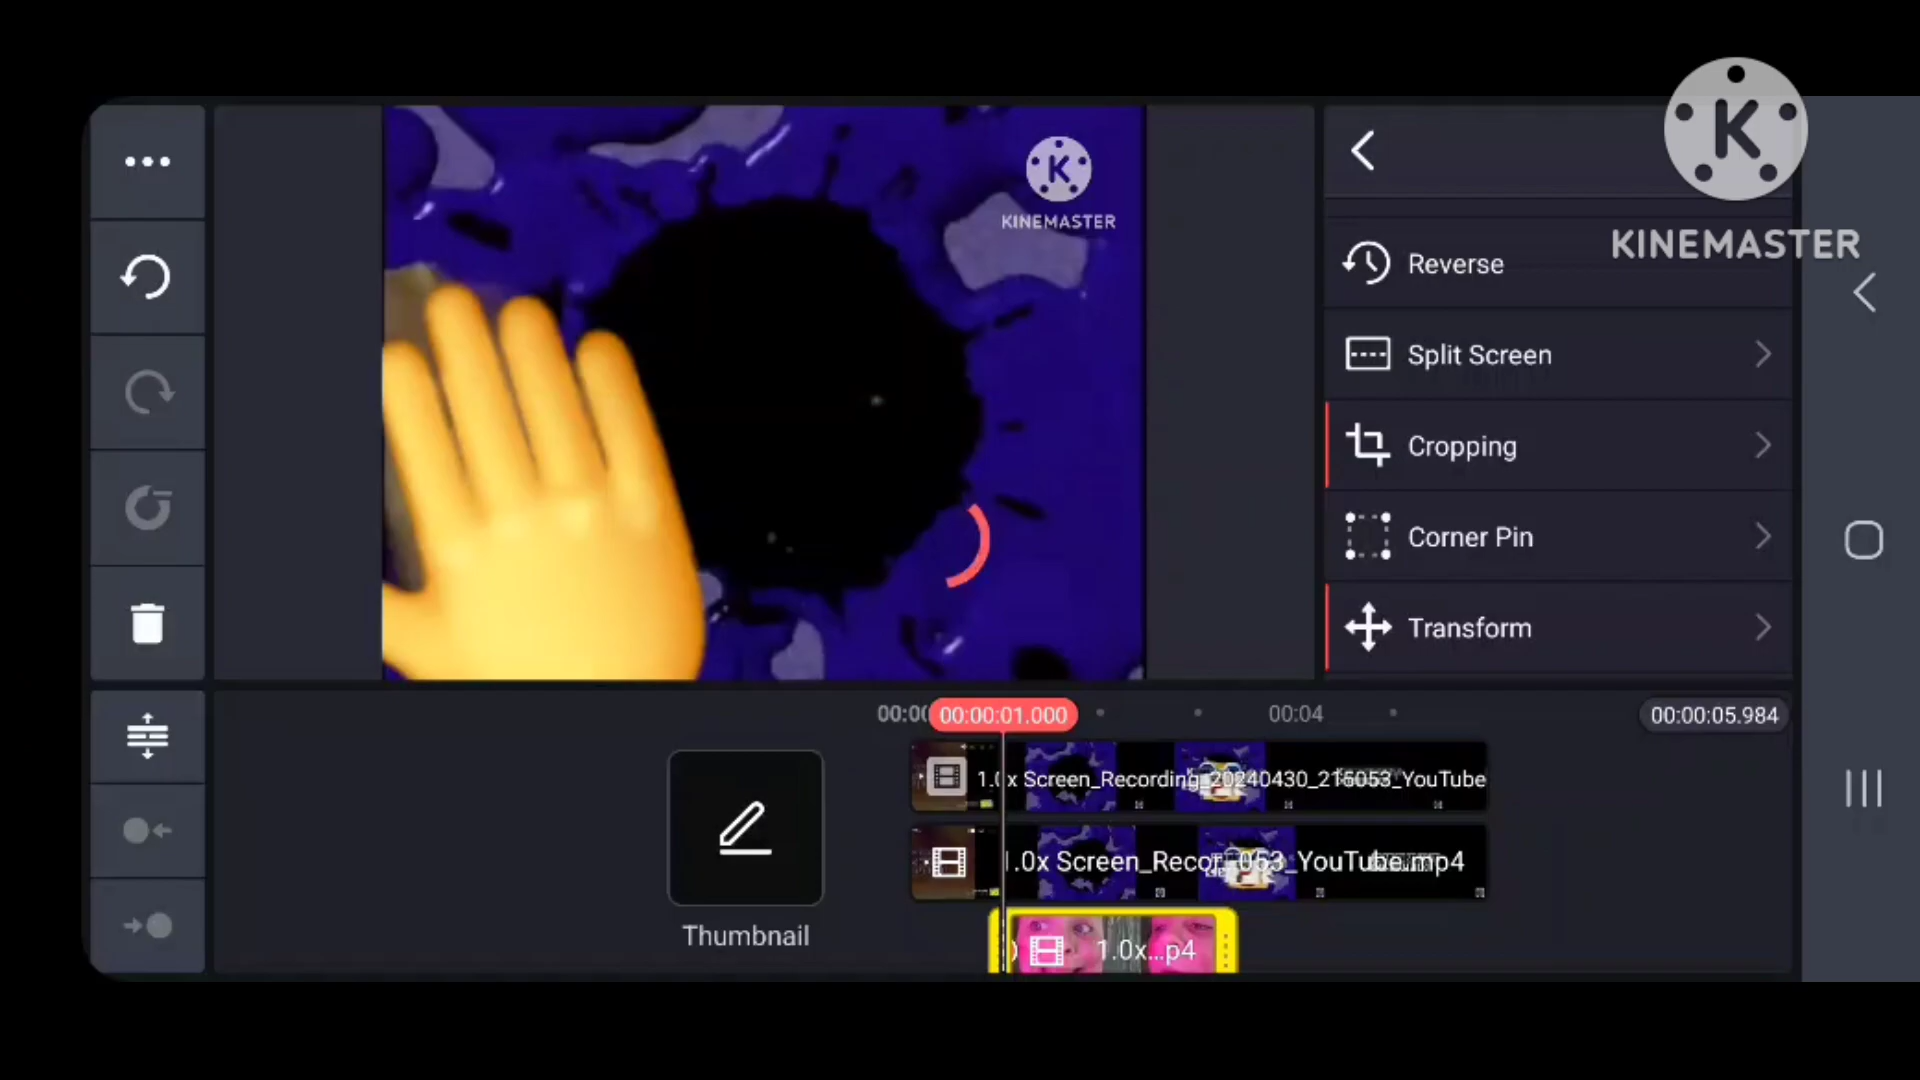 KINEMASTER
KINEMASTER
Reverse
Split Screen
Cropping
Corner Pin
Transform
00:00
00:00:01.000
00:04
00:00:05.984
1.0x Screen_Recording_20240430_215053_YouTube
1.0x Screen_Recor_053_YouTube.mp4
Thumbnail
1.0x...p4